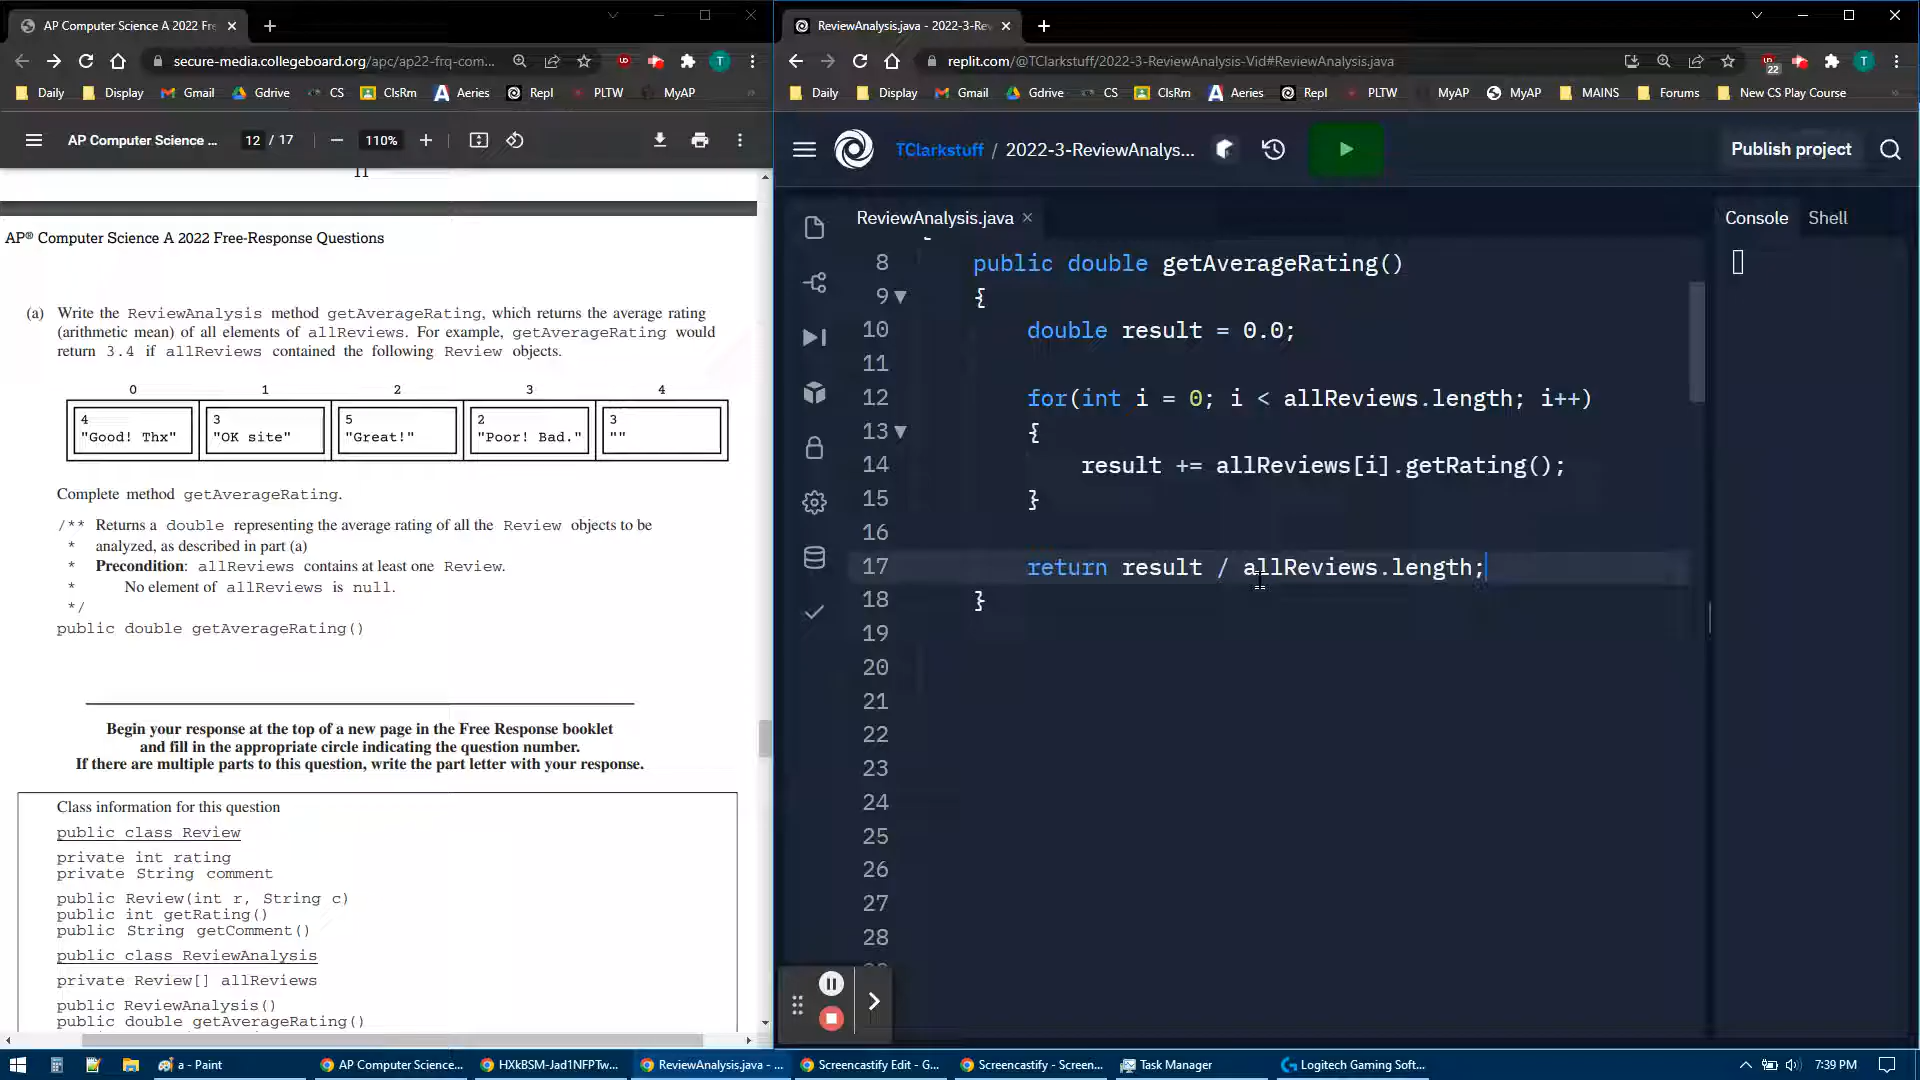 AP Computer Science A 2022 Fr
secure-media.collegeboard.org/apc/ap22-frq-com...
Daily Display Gmail Gdrive CS ClsRm Aeries Repl PLTW MyAP »
AP Computer Science ... 12 / 17 110%
11
AP® Computer Science A 2022 Free-Response Questions
(a) Write the ReviewAnalysis method getAverageRating, which returns the average rating
(arithmetic mean) of all elements of allReviews. For example, getAverageRating would
return 3.4 if allReviews contained the following Review objects.
0 1 2 3 4
4 3 5 2 3
"Good! Thx" "OK site" "Great!" "Poor! Bad." ""
Complete method getAverageRating.
/** Returns a double representing the average rating of all the Review objects to be
* analyzed, as described in part (a)
* Precondition: allReviews contains at least one Review.
* No element of allReviews is null.
*/
public double getAverageRating()
Begin your response at the top of a new page in the Free Response booklet
and fill in the appropriate circle indicating the question number.
If there are multiple parts to this question, write the part letter with your response.
Class information for this question
public class Review
private int rating
private String comment
public Review(int r, String c)
public int getRating()
public String getComment()
public class ReviewAnalysis
private Review[] allReviews
public ReviewAnalysis()
public double getAverageRating()
ReviewAnalysis.java - 2022-3-Rev
replit.com/@TClarkstuff/2022-3-ReviewAnalysis-Vid#ReviewAnalysis.java
22
Daily Display Gmail Gdrive CS ClsRm Aeries Repl PLTW MyAP MyAP MAINS Forums New CS Play Course »
TClarkstuff / 2022-3-ReviewAnalys... Publish project
ReviewAnalysis.java Console Shell
8 public double getAverageRating()
9 {
10 double result = 0.0;
11
12 for(int i = 0; i < allReviews.length; i++)
13 {
14 result += allReviews[i].getRating();
15 }
16
17 return result / allReviews.length;
18 }
19
20
21
22
23
24
25
26
27
28
a - Paint AP Computer Science... HXkBSM-Jad1NFPTw... ReviewAnalysis.java - ... Screencastify Edit - G... Screencastify - Screen... Task Manager Logitech Gaming Soft... 7:39 PM